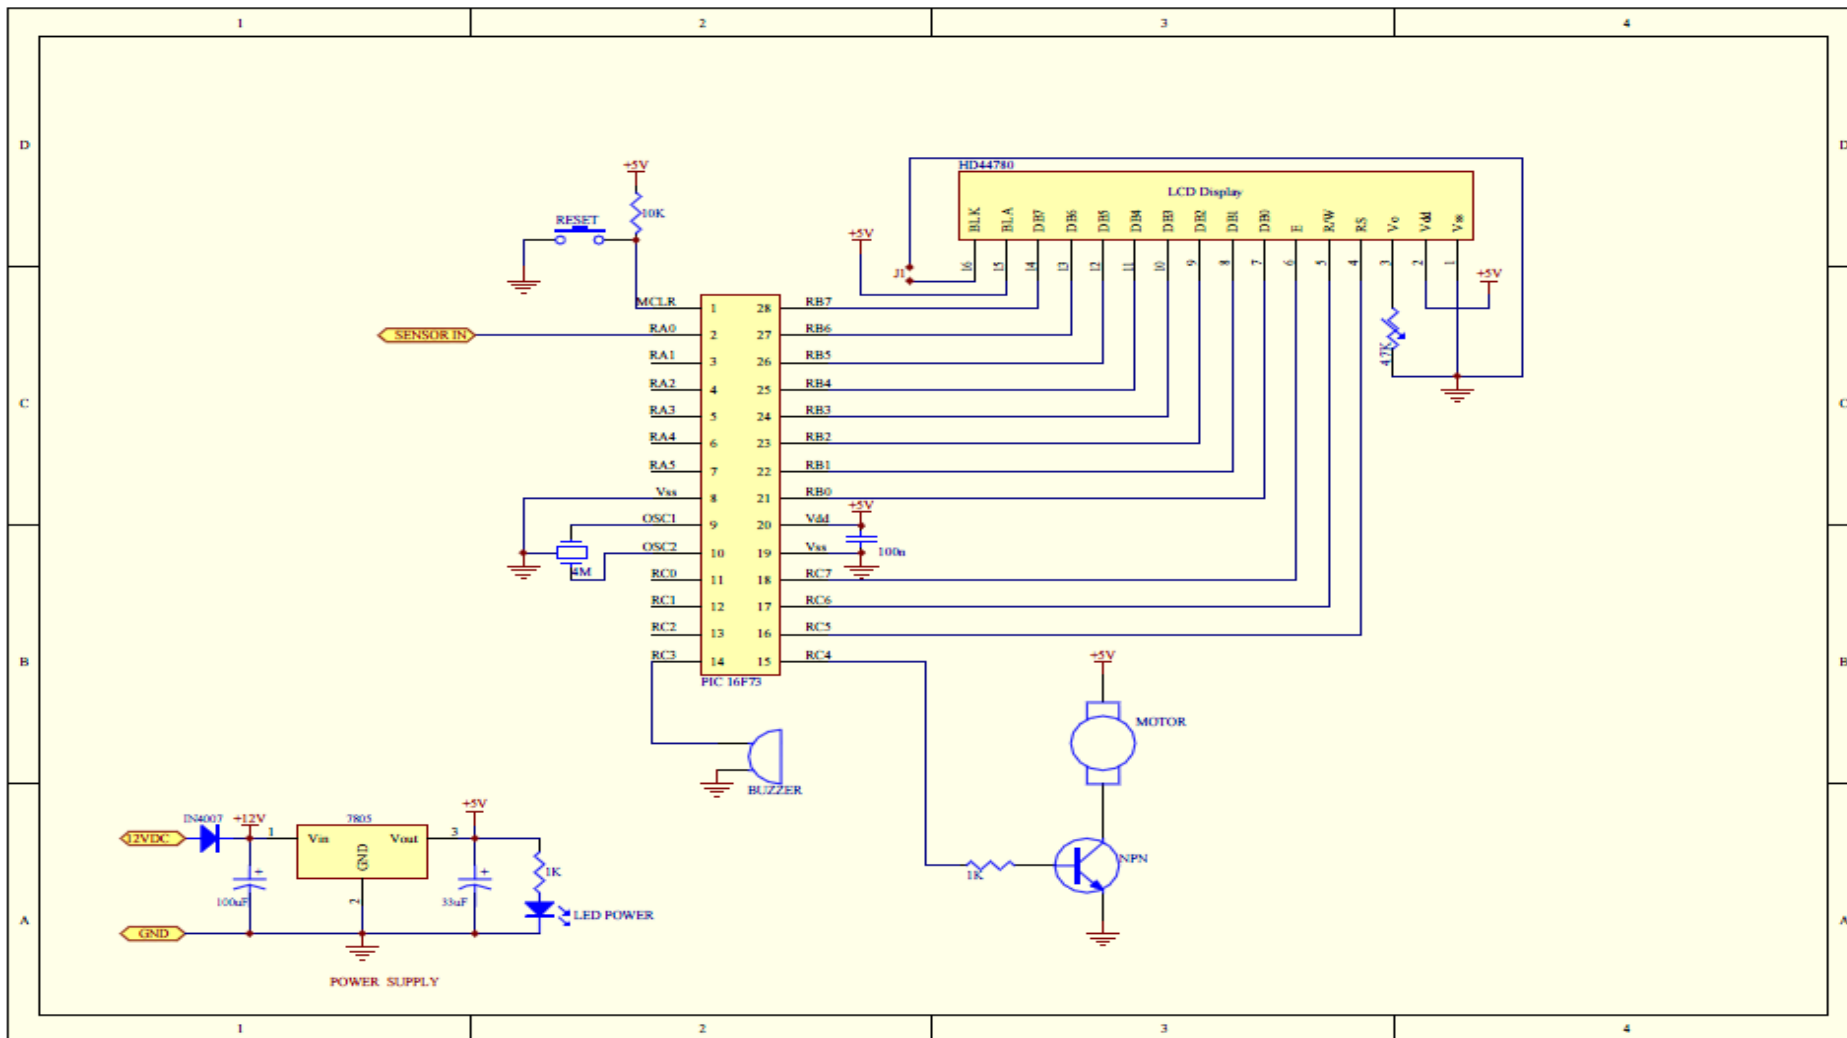 1 2 3 4
D D
C C
B B
A A
+5V
10K
RESET
SENSOR IN
HD44780
LCD Display
BLK BLA DB7 DB6 DB5 DB4 DB3 DB2 DB1 DB0 E R/W RS Vo Vdd Vss
16 15 14 13 12 11 10 9 8 7 6 5 4 3 2 1
+5V
J1
+5V
4.7K
MCLR 1 28 RB7
RA0 2 27 RB6
RA1 3 26 RB5
RA2 4 25 RB4
RA3 5 24 RB3
RA4 6 23 RB2
RA5 7 22 RB1
Vss 8 21 RB0
+5V
OSC1 9 20 Vdd
OSC2 10 19 Vss
100n
4M
RC0 11 18 RC7
RC1 12 17 RC6
RC2 13 16 RC5
RC3 14 15 RC4
PIC 16F73
+5V
MOTOR
BUZZER
NPN
1K
12VDC
IN4007
+12V
1
7805
Vin Vout
GND
3
2
+5V
100uF
33uF
1K
LED POWER
GND
POWER SUPPLY
1 2 3 4